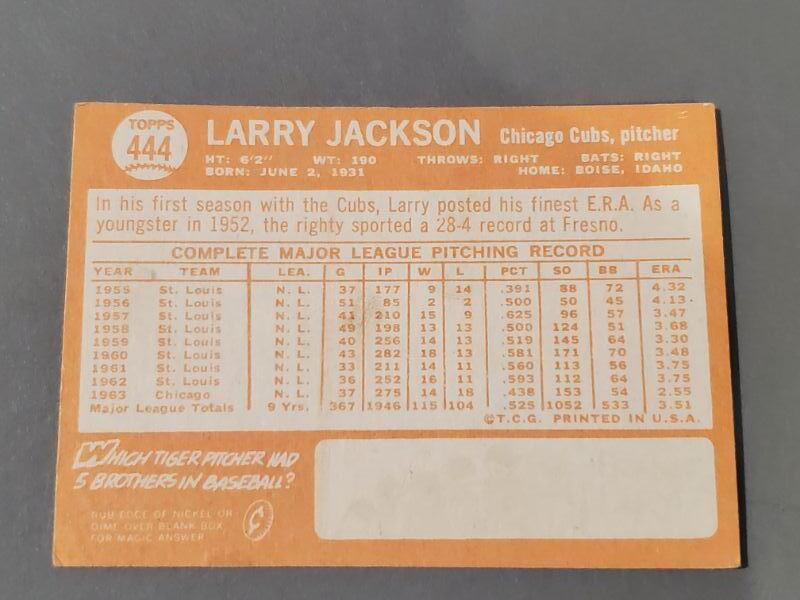 TOPPS
444
LARRY JACKSON Chicago Cubs, pitcher
HT: 6'2" WT: 190 THROWS: RIGHT BATS: RIGHT
BORN: JUNE 2, 1931 HOME: BOISE, IDAHO
In his first season with the Cubs, Larry posted his finest E.R.A. As a
youngster in 1952, the righty sported a 28-4 record at Fresno.
COMPLETE MAJOR LEAGUE PITCHING RECORD
YEAR TEAM LEA. G IP W L PCT SO BB ERA
1955 St. Louis N. L. 37 177 9 14 .391 88 72 4.32
1956 St. Louis N. L. 51 85 2 2 .500 50 45 4.13
1957 St. Louis N. L. 41 210 15 9 .625 96 57 3.47
1958 St. Louis N. L. 49 198 13 13 .500 124 51 3.68
1959 St. Louis N. L. 40 256 14 13 .519 145 64 3.30
1960 St. Louis N. L. 43 282 18 13 .581 171 70 3.48
1961 St. Louis N. L. 33 211 14 11 .560 113 56 3.75
1962 St. Louis N. L. 36 252 16 11 .593 112 64 3.75
1963 Chicago N. L. 37 275 14 18 .438 153 54 2.55
Major League Totals 9 Yrs. 367 1946 115 104 .525 1052 533 3.51
©T.C.G. PRINTED IN U.S.A.
WHICH TIGER PITCHER HAD
5 BROTHERS IN BASEBALL?
RUB EDGE OF NICKEL OR
DIME OVER BLANK BOX
FOR MAGIC ANSWER